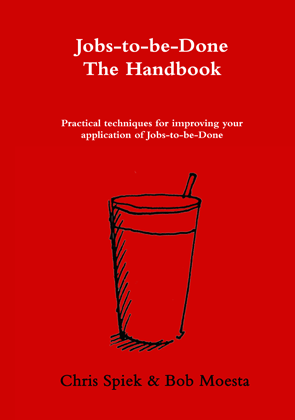 Jobs-to-be-Done
The Handbook
Practical techniques for improving your
application of Jobs-to-be-Done
Chris Spiek & Bob Moesta